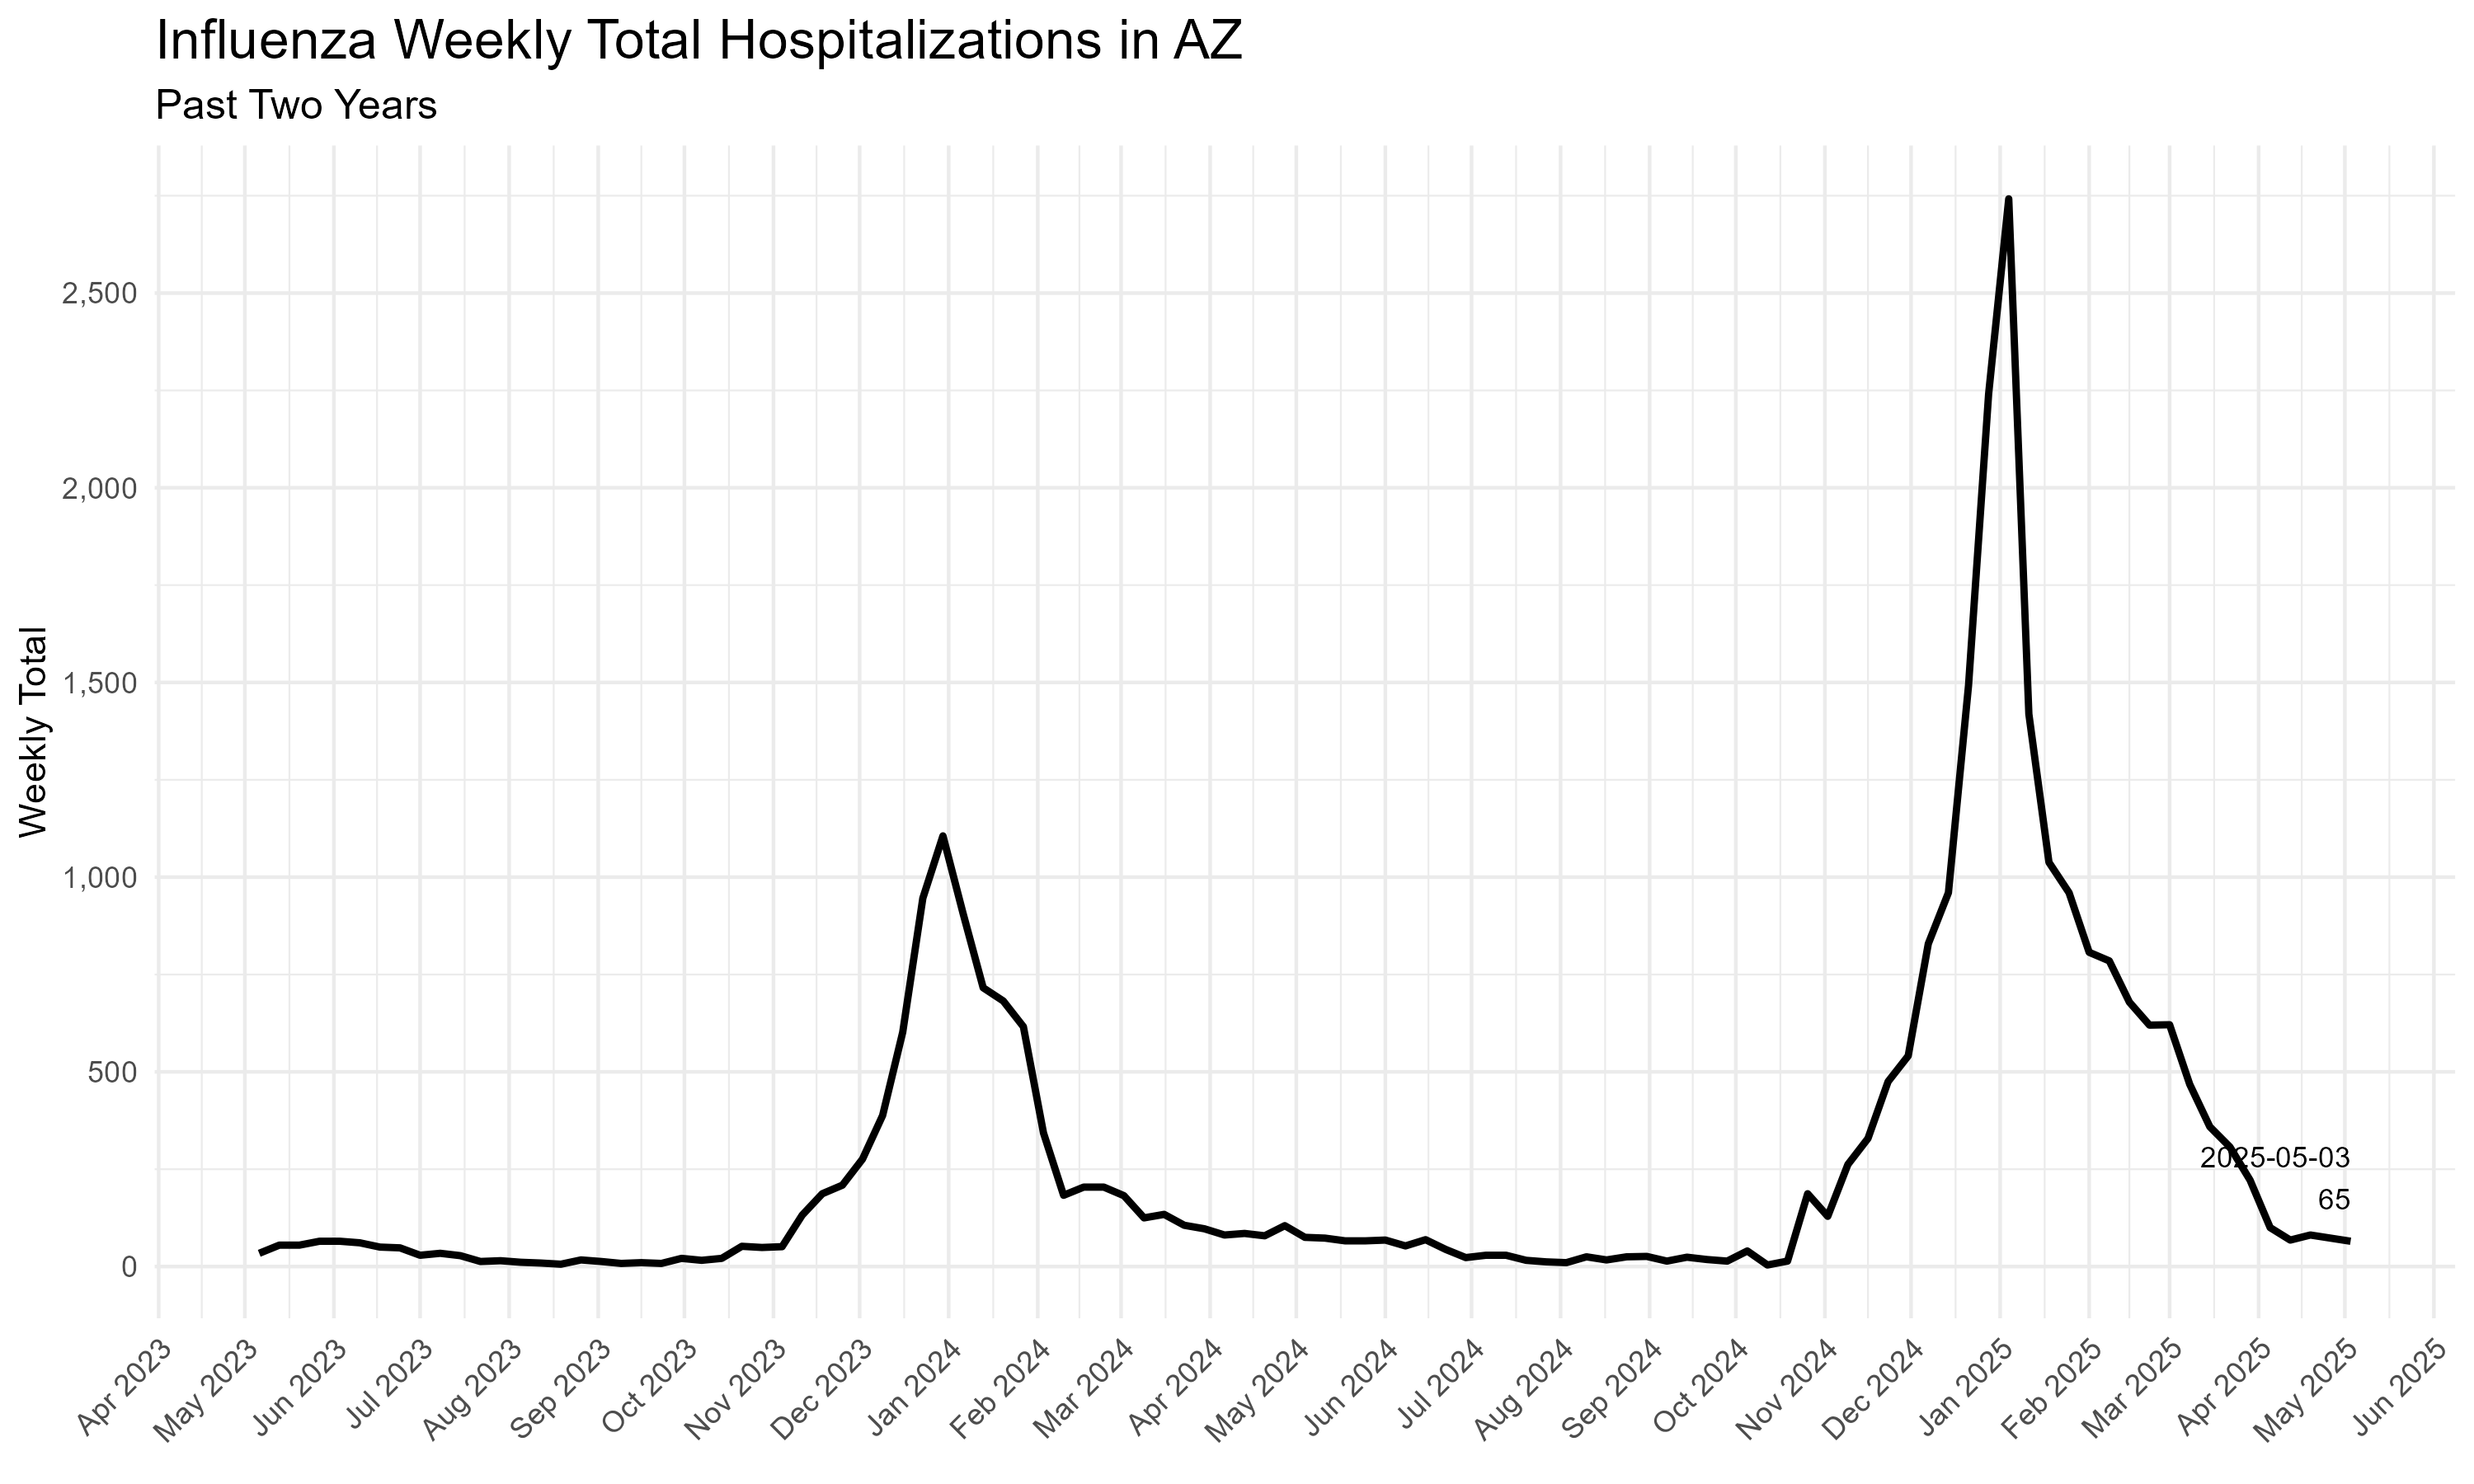 Influenza Weekly Total Hospitalizations in AZ
Past Two Years
Weekly Total
2,500
2,000
1,500
1,000
500
0
2025-05-03
65
Apr 2023
May 2023
Jun 2023
Jul 2023
Aug 2023
Sep 2023
Oct 2023
Nov 2023
Dec 2023
Jan 2024
Feb 2024
Mar 2024
Apr 2024
May 2024
Jun 2024
Jul 2024
Aug 2024
Sep 2024
Oct 2024
Nov 2024
Dec 2024
Jan 2025
Feb 2025
Mar 2025
Apr 2025
May 2025
Jun 2025